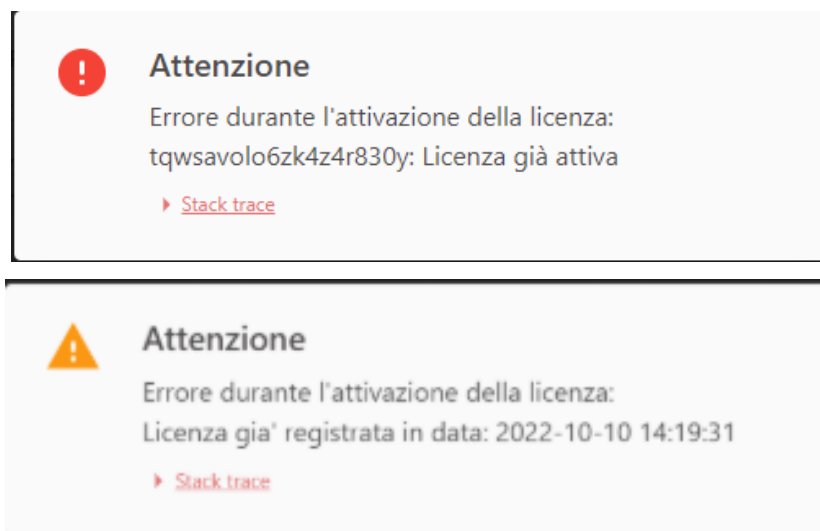 Attenzione
Errore durante l'attivazione della licenza:
tqwsavolo6zk4z4r830y: Licenza già attiva
Stack trace
Attenzione
Errore durante l'attivazione della licenza:
Licenza gia' registrata in data: 2022-10-10 14:19:31
Stack trace